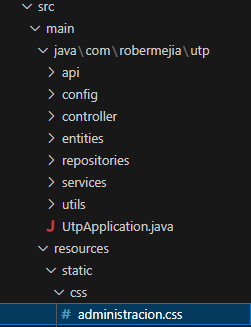 src
main
java\com\robermejia\utp
api
config
controller
entities
repositories
services
utils
J UtpApplication.java
resources
static
css
# administracion.css